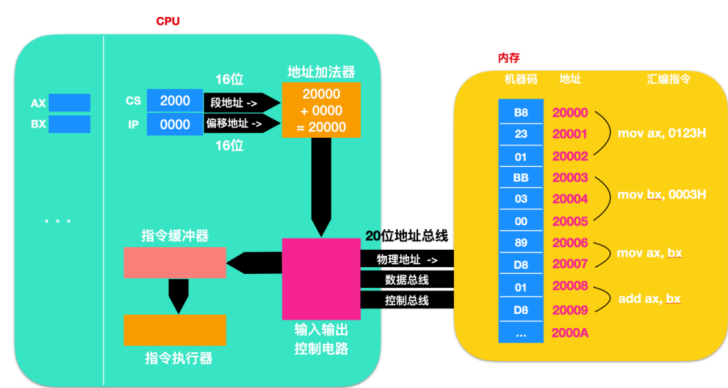 CPU
AX
BX
...
CS 2000
IP 0000
16位
段地址 ->
偏移地址 ->
16位
地址加法器
20000
+ 0000
= 20000
指令缓冲器
指令执行器
输入输出
控制电路
20位地址总线
物理地址 ->
数据总线
控制总线
内存
机器码 地址 汇编指令
B8 20000
23 20001 mov ax, 0123H
01 20002
BB 20003
03 20004 mov bx, 0003H
00 20005
89 20006
mov ax, bx
D8 20007
01 20008
add ax, bx
D8 20009
... 2000A